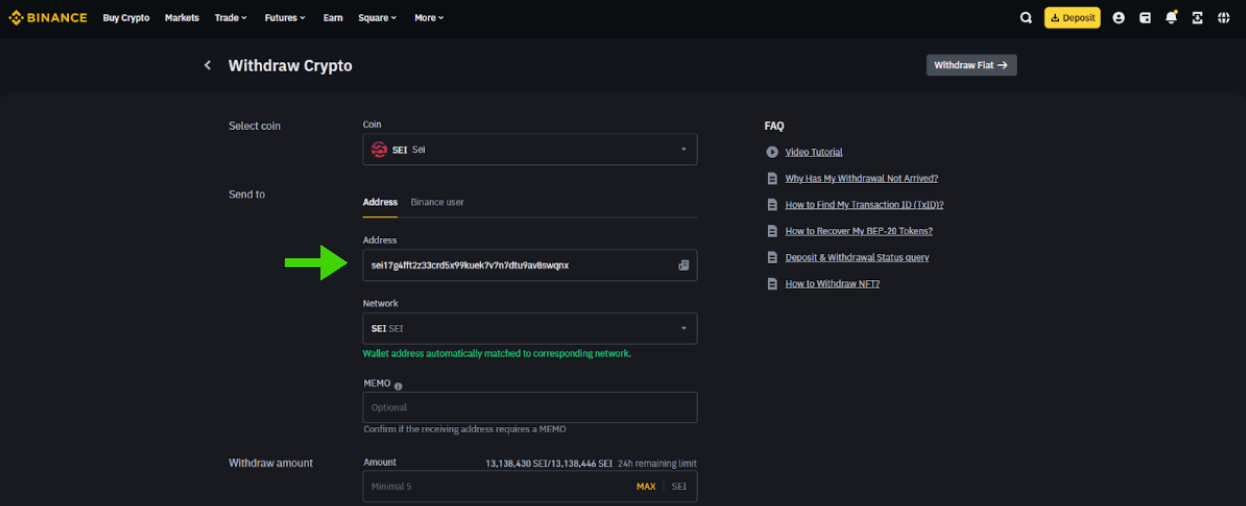 BINANCE Buy Crypto Markets Trade Futures Earn Square More Deposit
Withdraw Crypto
Withdraw Fiat →
Select coin
Coin
SEI Sei
Send to
Address Binance user
Address
sei17g4fft2z33crd5x99kuek7v7n7dtu9av8swqnx
Network
SEI SEI
Wallet address automatically matched to corresponding network.
MEMO
Optional
Confirm if the receiving address requires a MEMO
Withdraw amount
Amount 13,138,430 SEI/13,138,446 SEI 24h remaining limit
Minimal 5 MAX SEI
FAQ
Video Tutorial
Why Has My Withdrawal Not Arrived?
How to Find My Transaction ID (TxID)?
How to Recover My BEP-20 Tokens?
Deposit & Withdrawal Status query
How to Withdraw NFT?